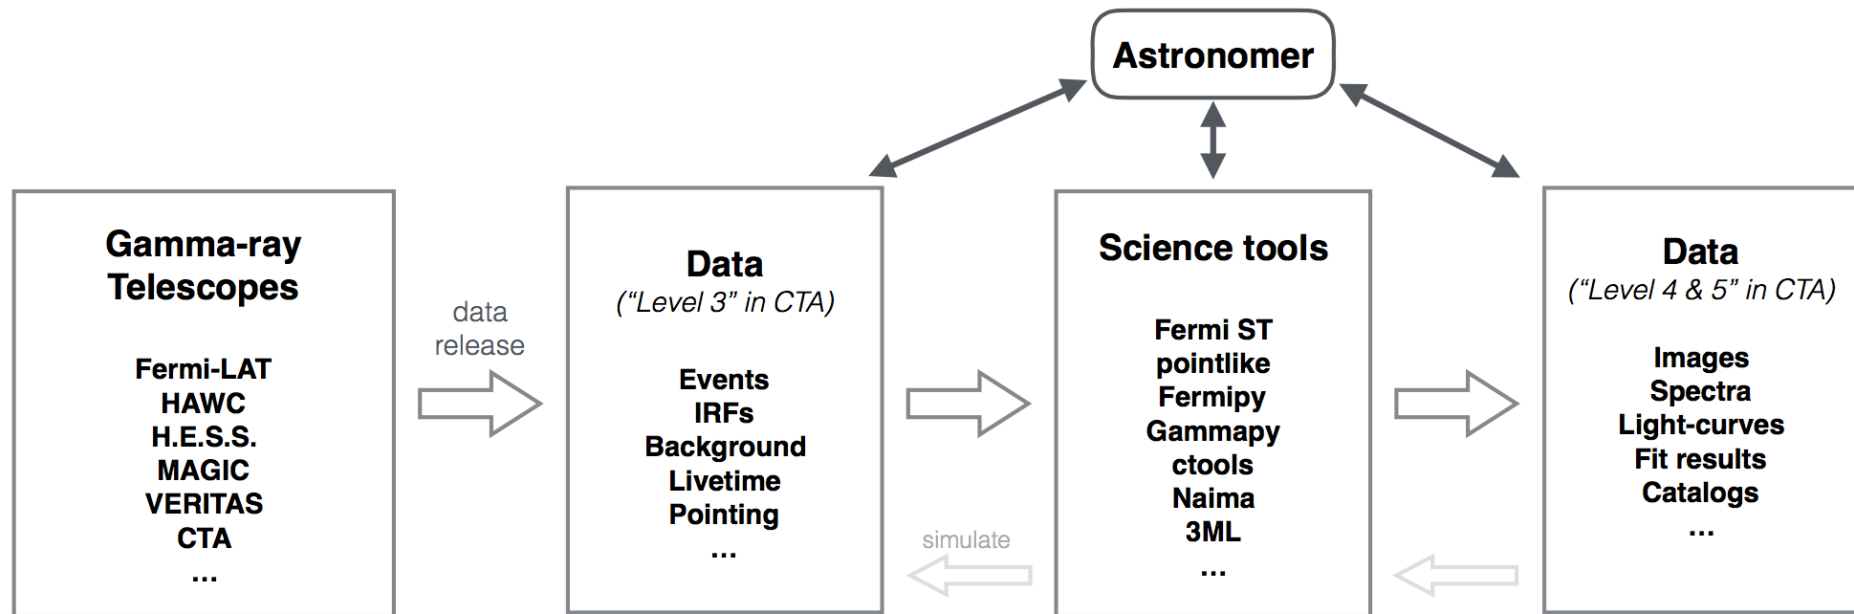 Astronomer
Gamma-ray
Telescopes
Fermi-LAT
HAWC
H.E.S.S.
MAGIC
VERITAS
CTA
...
data
release
Data
(“Level 3” in CTA)
Events
IRFs
Background
Livetime
Pointing
...
simulate
Science tools
Fermi ST
pointlike
Fermipy
Gammapy
ctools
Naima
3ML
...
Data
(“Level 4 & 5” in CTA)
Images
Spectra
Light-curves
Fit results
Catalogs
...